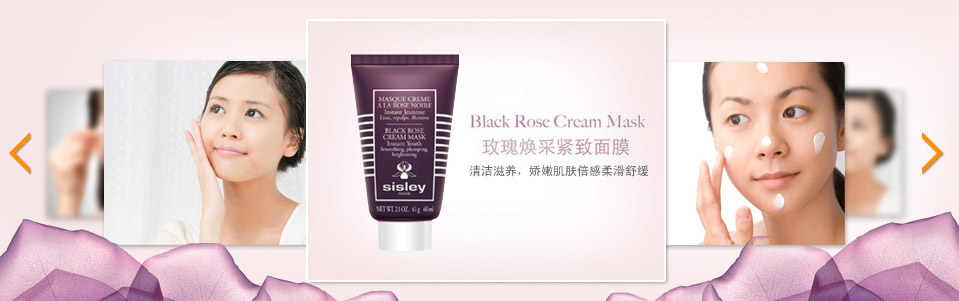 MASQUE CRÈME
A LA ROSE NOIRE
Instant Jeunesse
Lisse, repulpe, illumine
BLACK ROSE
CREAM MASK
Instant Youth
Smoothing, plumping,
brightening
sisley
PARIS
NET WT. 2.1 OZ. 61 g 60 ml
Black Rose Cream Mask
玫瑰焕采紧致面膜
清洁滋养，娇嫩肌肤倍感柔滑舒缓